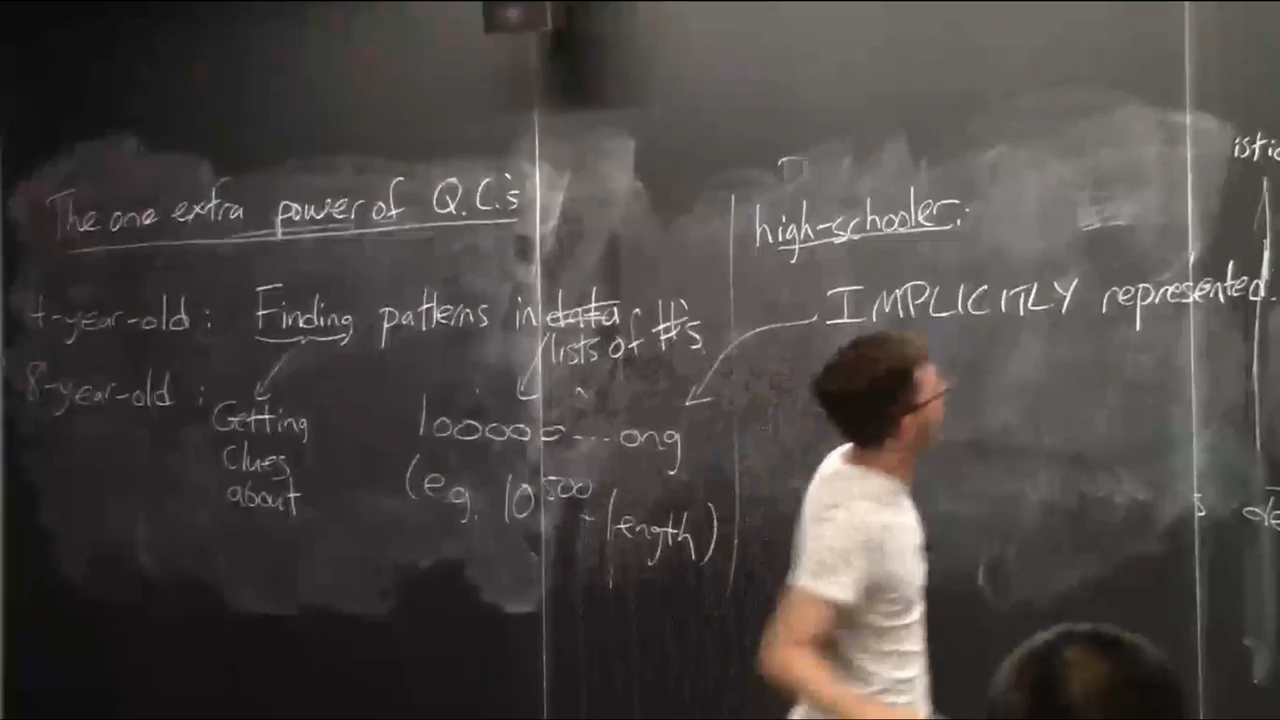 The one extra power of Q.C.'s
4-year-old: Finding patterns in data
lists of #'s
8-year-old:
Getting
clues
about
100000...ong
(eg. 10^500-length)
high-schooler:
IMPLICITLY represented.